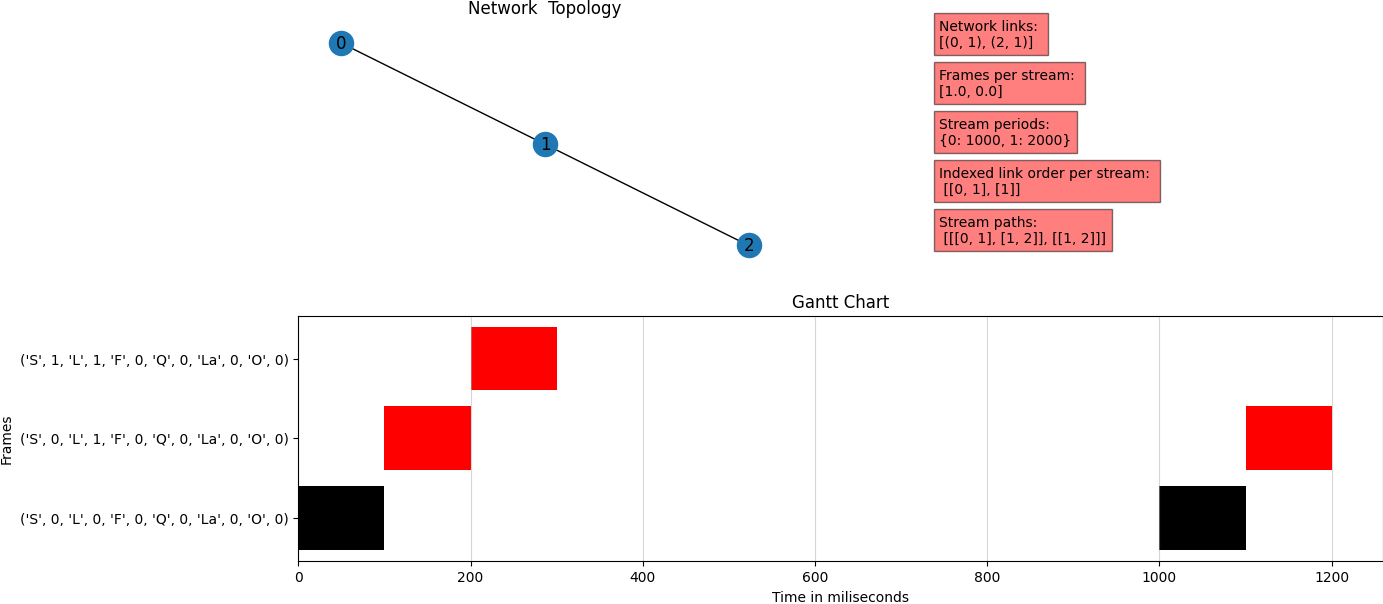 Network  Topology
0
1
2
Network links:
[(0, 1), (2, 1)]
Frames per stream:
[1.0, 0.0]
Stream periods:
{0: 1000, 1: 2000}
Indexed link order per stream:
[[0, 1], [1]]
Stream paths:
[[[0, 1], [1, 2]], [[1, 2]]]
Gantt Chart
Frames
('S', 1, 'L', 1, 'F', 0, 'Q', 0, 'La', 0, 'O', 0)
('S', 0, 'L', 1, 'F', 0, 'Q', 0, 'La', 0, 'O', 0)
('S', 0, 'L', 0, 'F', 0, 'Q', 0, 'La', 0, 'O', 0)
0 200 400 600 800 1000 1200
Time in miliseconds